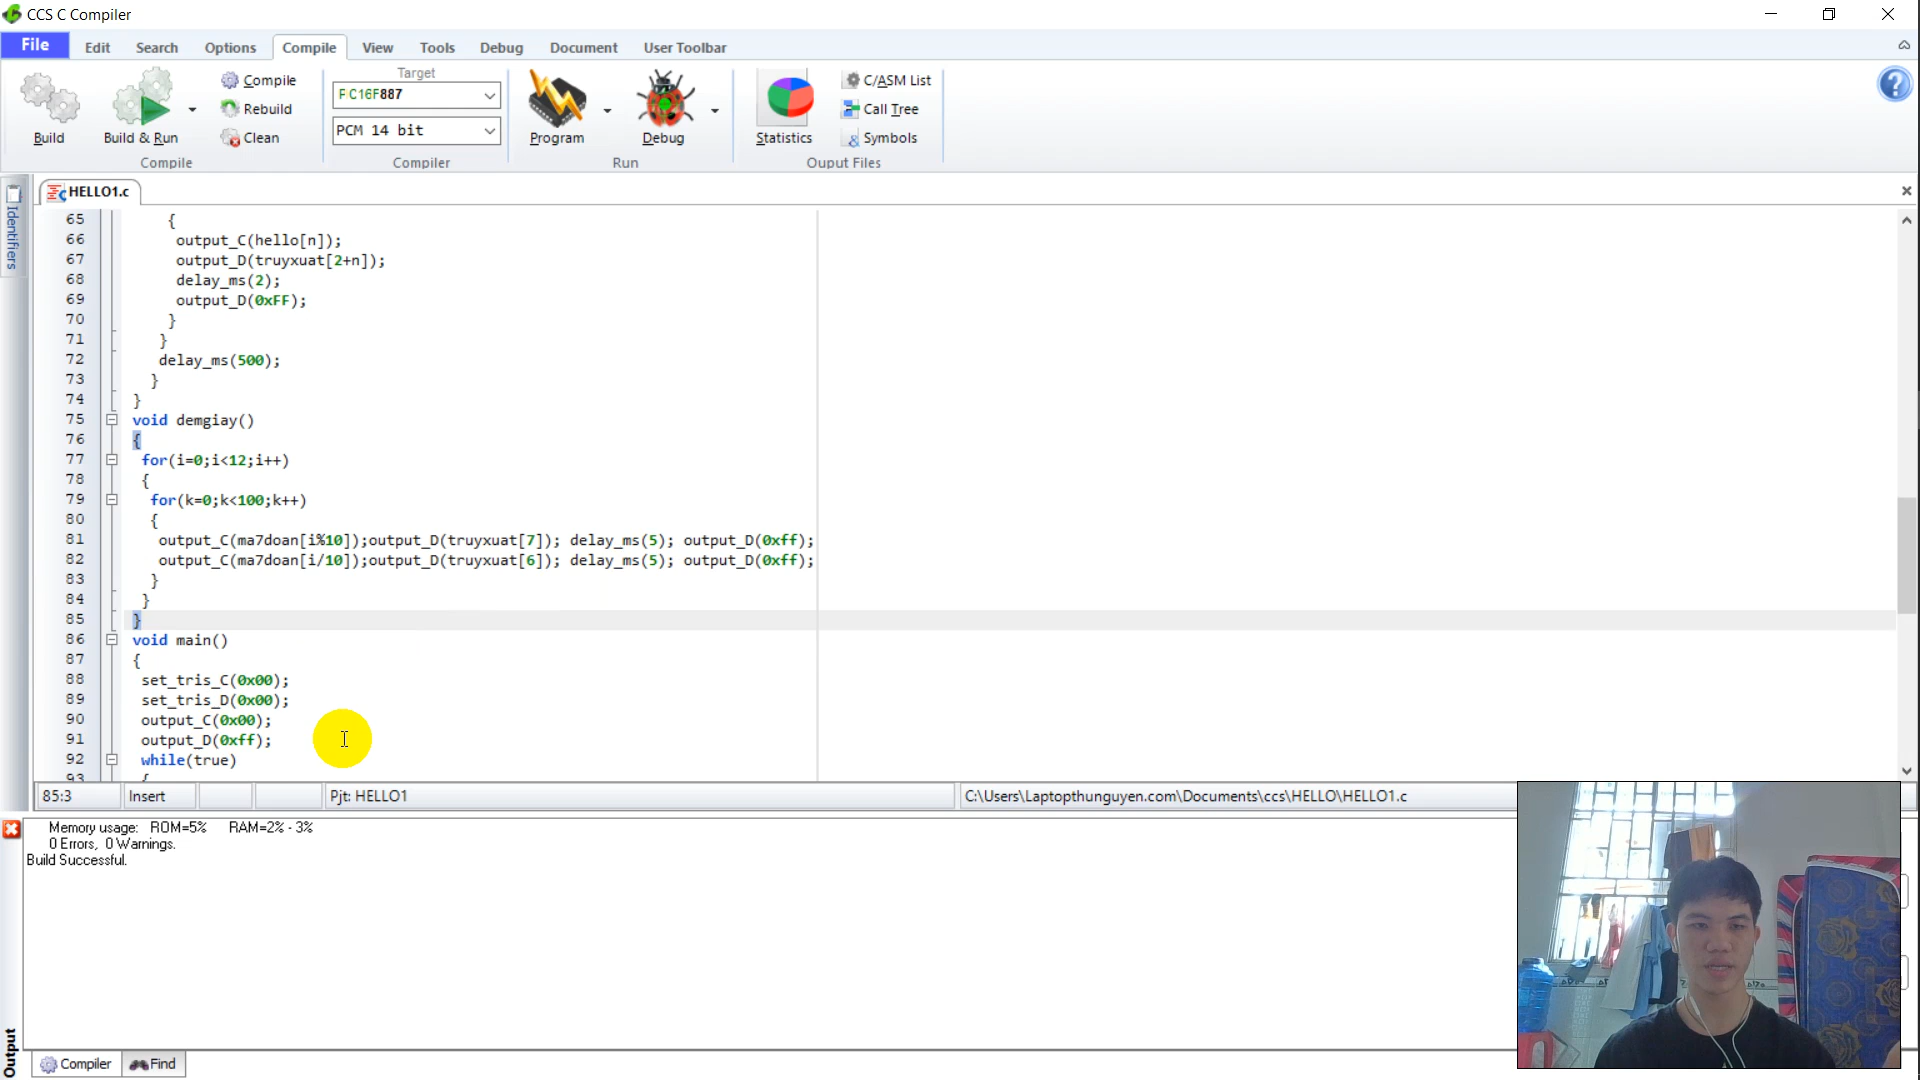 CCS C Compiler
File Edit Search Options Compile View Tools Debug Document User Toolbar
Build
Build & Run
Compile
Rebuild
Clean
Compile
Target
PIC16F887
PCM 14 bit
Compiler
Program
Debug
Run
Statistics
C/ASM List
Call Tree
Symbols
Ouput Files
Identifiers
HELLO1.c
65 {
66 output_C(hello[n]);
67 output_D(truyxuat[2+n]);
68 delay_ms(2);
69 output_D(0xFF);
70 }
71 }
72 delay_ms(500);
73 }
74 }
75 void demgiay()
76 {
77 for(i=0;i<12;i++)
78 {
79 for(k=0;k<100;k++)
80 {
81 output_C(ma7doan[i%10]);output_D(truyxuat[7]); delay_ms(5); output_D(0xff);
82 output_C(ma7doan[i/10]);output_D(truyxuat[6]); delay_ms(5); output_D(0xff);
83 }
84 }
85 }
86 void main()
87 {
88 set_tris_C(0x00);
89 set_tris_D(0x00);
90 output_C(0x00);
91 output_D(0xff);
92 while(true)
93 {
85:3 Insert Pjt: HELLO1 C:\Users\Laptopthunguyen.com\Documents\ccs\HELLO\HELLO1.c
Memory usage: ROM=5% RAM=2% - 3%
0 Errors, 0 Warnings.
Build Successful.
Output
Compiler Find